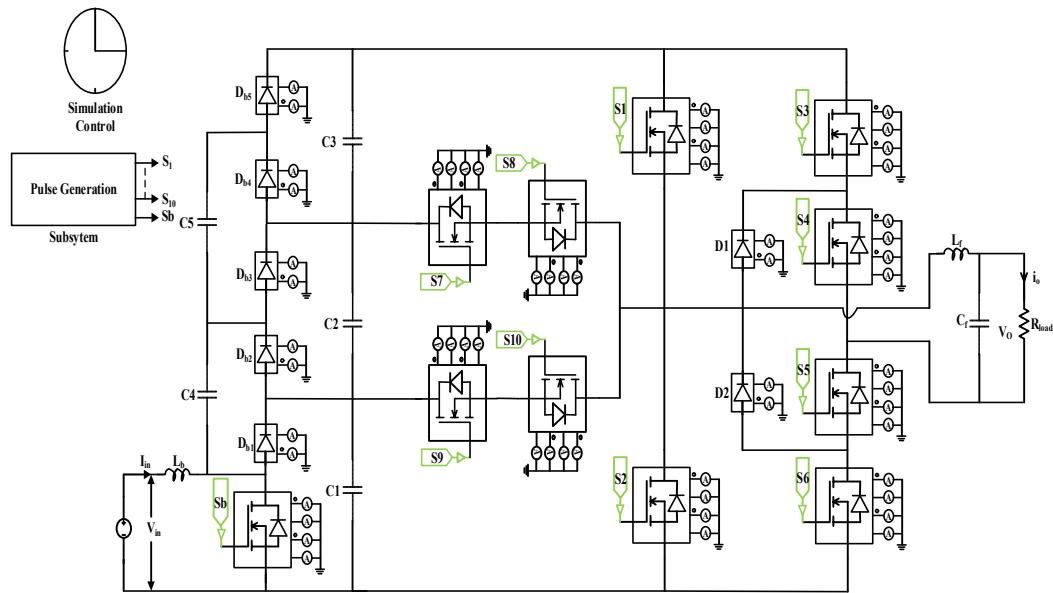 Simulation
Control
Pulse Generation
Subsytem
S1
S10
Sb
Db5
Db4
Db3
Db2
Db1
C5
C4
C3
C2
C1
Iin
Lb
Vin
Sb
S7
S8
S9
S10
S1
S2
S3
S4
S5
S6
D1
D2
Lf
Cf
io
VO
Rload
A A
A A
A A
A A
A A
A A A A
A A A A
A A A A
A A A A
A A A A
A A A A
A A A A
A A A A
A A A A
A A A A
A A A A
A A
A A